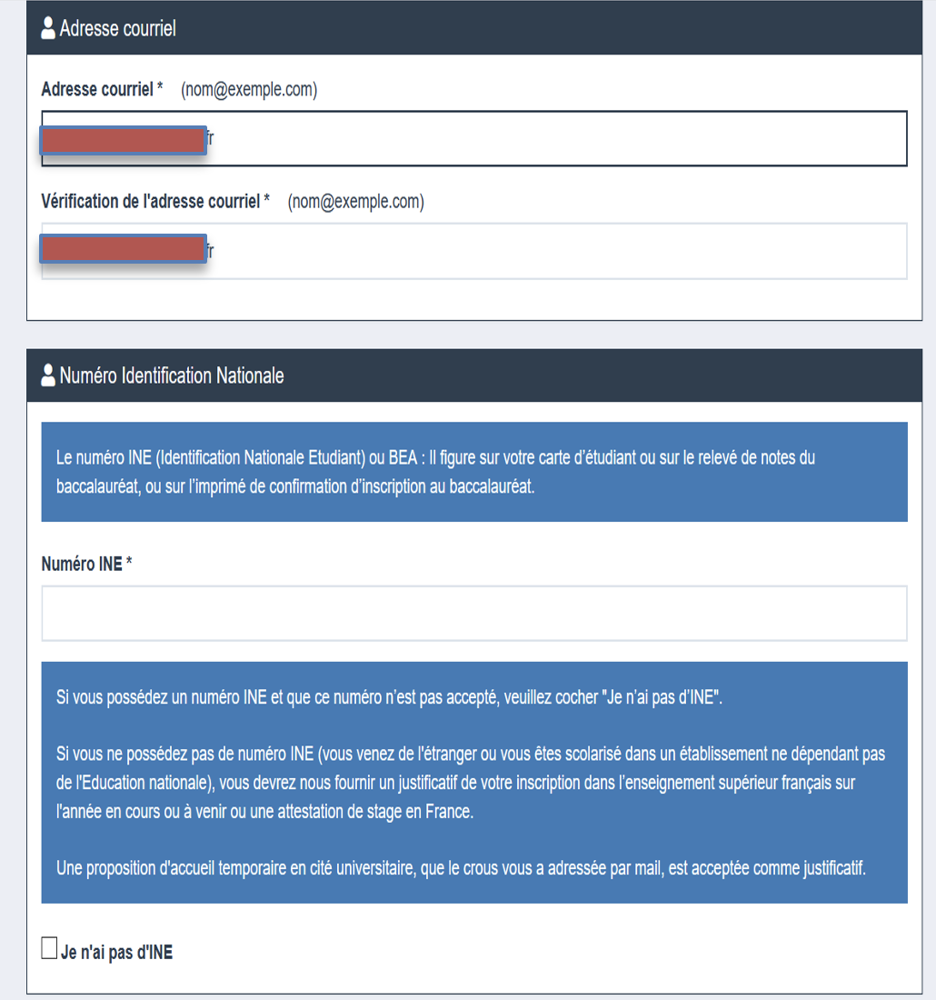 Adresse courriel
Adresse courriel * (nom@exemple.com)
fr
Vérification de l'adresse courriel * (nom@exemple.com)
fr
Numéro Identification Nationale
Le numéro INE (Identification Nationale Etudiant) ou BEA : Il figure sur votre carte d’étudiant ou sur le relevé de notes du
baccalauréat, ou sur l’imprimé de confirmation d’inscription au baccalauréat.
Numéro INE *
Si vous possédez un numéro INE et que ce numéro n’est pas accepté, veuillez cocher "Je n’ai pas d’INE".
Si vous ne possédez pas de numéro INE (vous venez de l'étranger ou vous êtes scolarisé dans un établissement ne dépendant pas
de l'Education nationale), vous devrez nous fournir un justificatif de votre inscription dans l’enseignement supérieur français sur
l'année en cours ou à venir ou une attestation de stage en France.
Une proposition d'accueil temporaire en cité universitaire, que le crous vous a adressée par mail, est acceptée comme justificatif.
Je n'ai pas d'INE